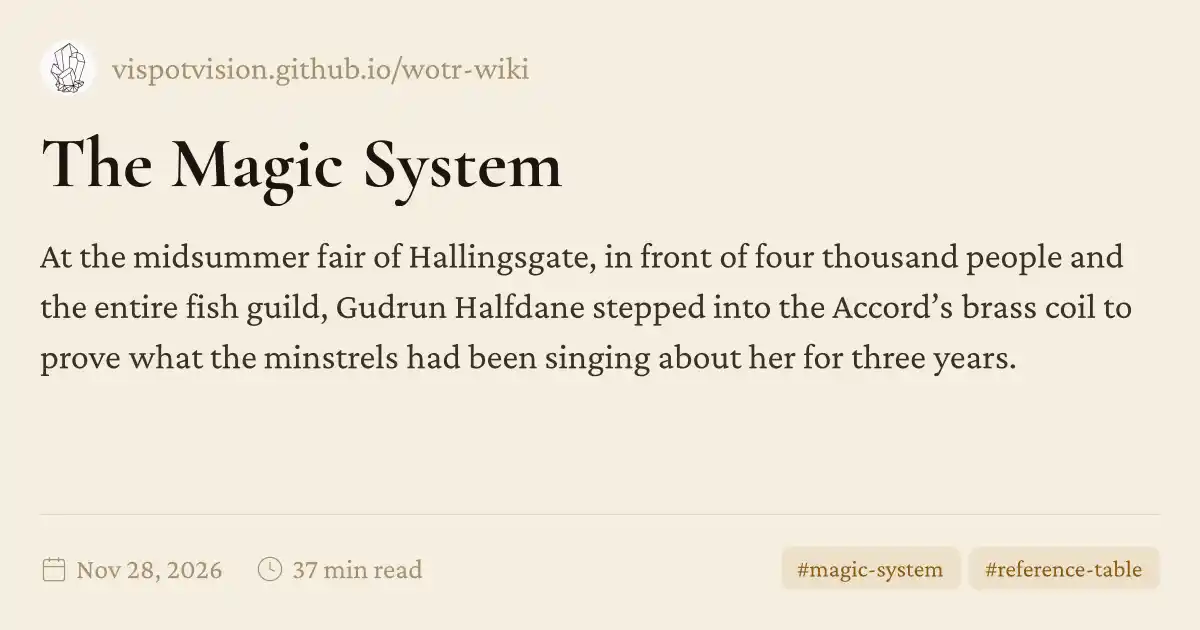 vispotvision.github.io/wotr-wiki
The Magic System
At the midsummer fair of Hallingsgate, in front of four thousand people and
the entire fish guild, Gudrun Halfdane stepped into the Accord’s brass coil to
prove what the minstrels had been singing about her for three years.
Nov 28, 2026 37 min read #magic-system #reference-table